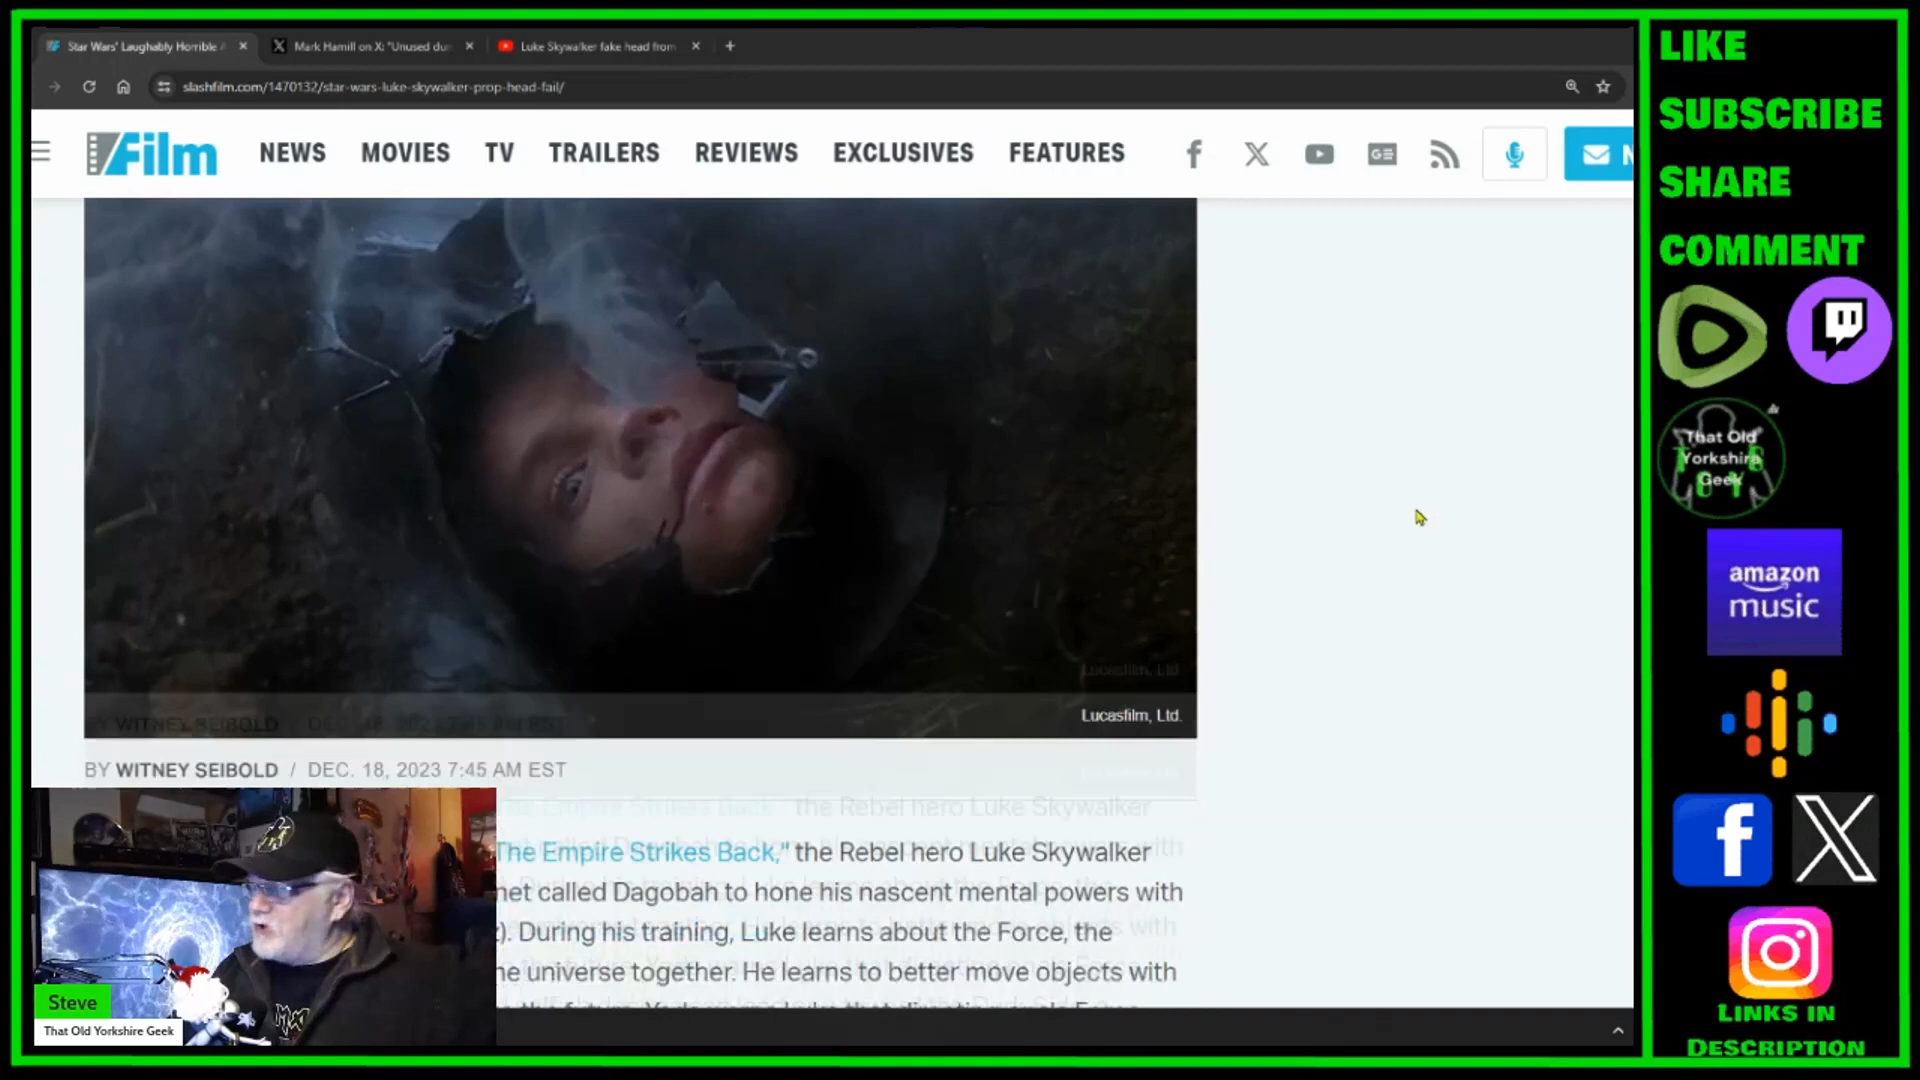 Star Wars' Laughably Horrible
Mark Hamill on X: "Unused du
Luke Skywalker fake head from
slashfilm.com/1470132/star-wars-luke-skywalker-prop-head-fail/
/Film
NEWS
MOVIES
TV
TRAILERS
REVIEWS
EXCLUSIVES
FEATURES
Lucasfilm, Ltd.
BY WITNEY SEIBOLD / DEC. 18, 2023 7:45 AM EST
The Empire Strikes Back," the Rebel hero Luke Skywalker
net called Dagobah to hone his nascent mental powers with
). During his training, Luke learns about the Force, the
ne universe together. He learns to better move objects with
Steve
That Old Yorkshire Geek
LIKE
SUBSCRIBE
SHARE
COMMENT
That Old
Yorkshire
Geek
amazon
music
LINKS IN
DESCRIPTION